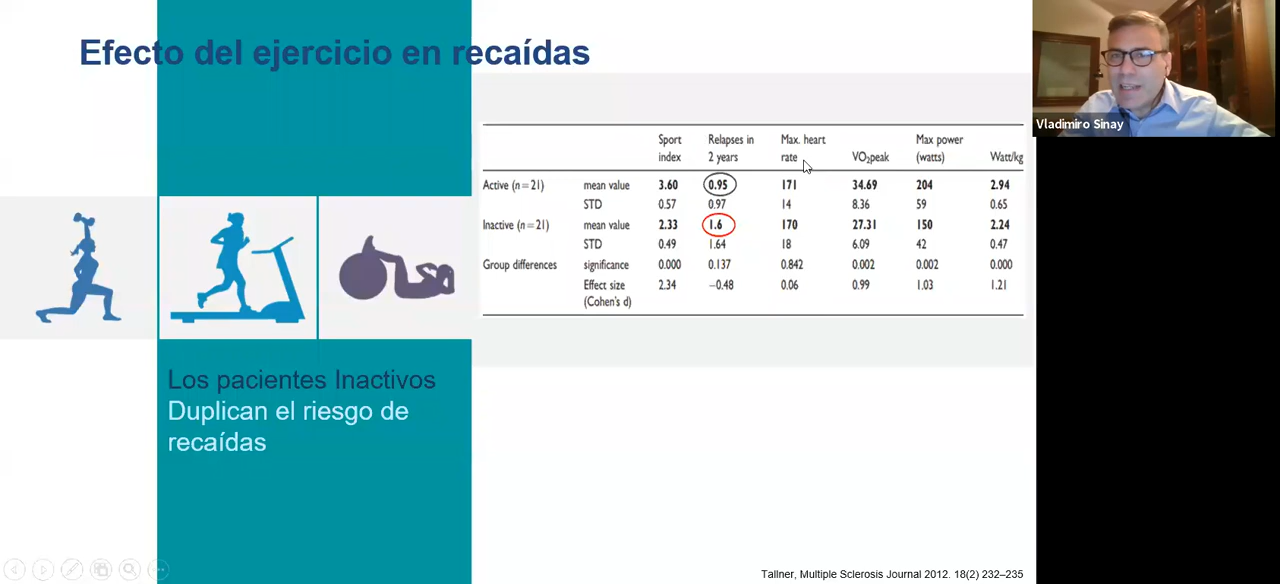 Efecto del ejercicio en recaídas
Vladimiro Sinay
Sport Relapses in Max. heart Max power
index 2 years rate VO2peak (watts) Watt/kg
Active (n=21) mean value 3.60 0.95 171 34.69 204 2.94
STD 0.57 0.97 14 8.36 59 0.65
Inactive (n=21) mean value 2.33 1.6 170 27.31 150 2.24
STD 0.49 1.64 18 6.09 42 0.47
Group differences significance 0.000 0.137 0.842 0.002 0.002 0.000
Effect size 2.34 −0.48 0.06 0.99 1.03 1.21
(Cohen's d)
Los pacientes Inactivos
Duplican el riesgo de
recaídas
Tallner, Multiple Sclerosis Journal 2012. 18(2) 232–235